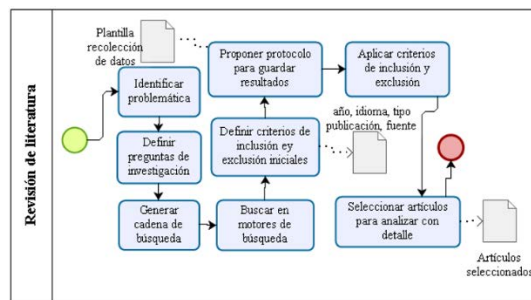 Revisión de literatura
Plantilla
recolección
de datos
Identificar
problemática
Definir
preguntas de
investigación
Generar
cadena de
búsqueda
Buscar en
motores de
búsqueda
Definir criterios de
inclusión ey
exclusión iniciales
Proponer protocolo
para guardar
resultados
Aplicar criterios
de inclusión y
exclusión
año, idioma, tipo
publicación, fuente
Seleccionar artículos
para analizar con
detalle
Artículos
seleccionados